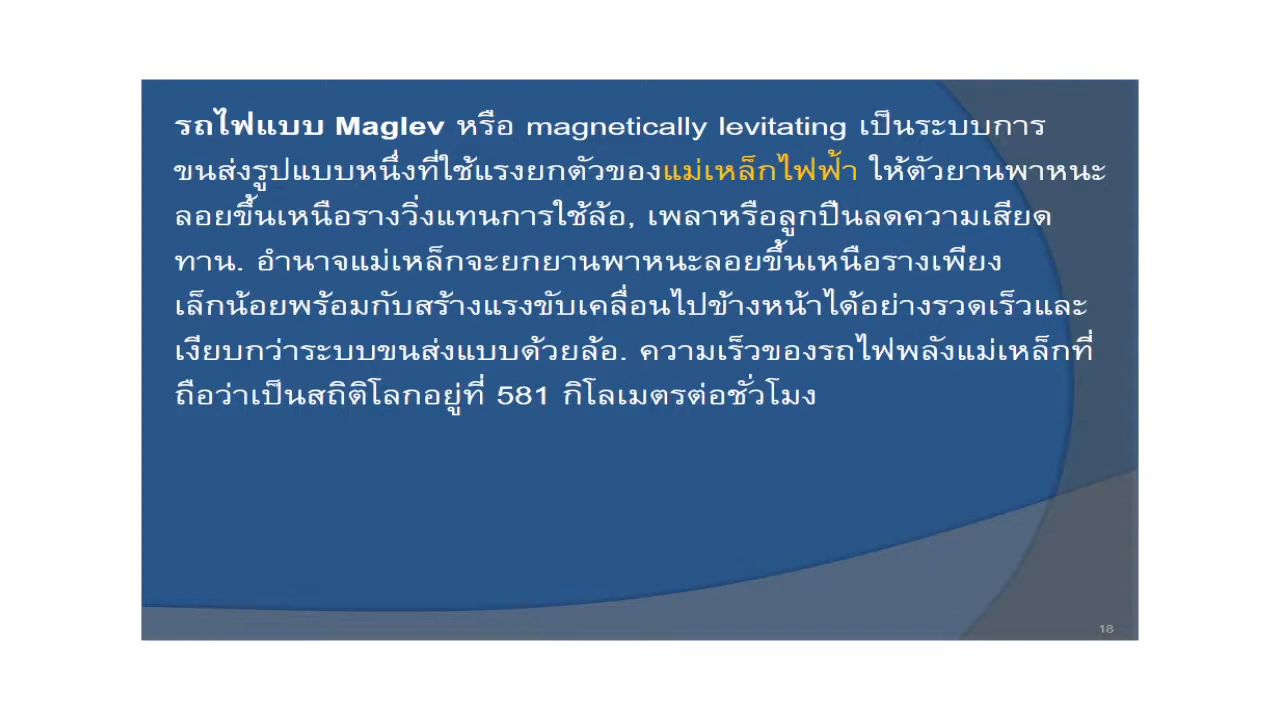 รถไฟแบบ Maglev หรือ magnetically levitating เป็นระบบการ
ขนส่งรูปแบบหนึ่งที่ใช้แรงยกตัวของแม่เหล็กไฟฟ้า ให้ตัวยานพาหนะ
ลอยขึ้นเหนือรางวิ่งแทนการใช้ล้อ, เพลาหรือลูกปืนลดความเสียด
ทาน. อำนาจแม่เหล็กจะยกยานพาหนะลอยขึ้นเหนือรางเพียง
เล็กน้อยพร้อมกับสร้างแรงขับเคลื่อนไปข้างหน้าได้อย่างรวดเร็วและ
เงียบกว่าระบบขนส่งแบบด้วยล้อ. ความเร็วของรถไฟพลังแม่เหล็กที่
ถือว่าเป็นสถิติโลกอยู่ที่ 581 กิโลเมตรต่อชั่วโมง
18